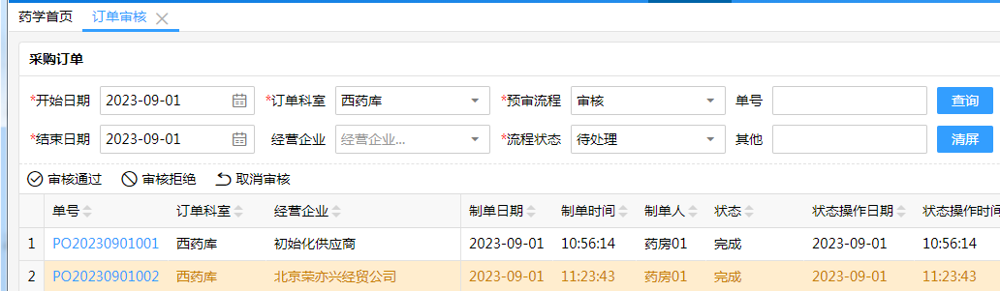 药学首页 订单审核
采购订单
*开始日期 2023-09-01 *订单科室 西药库 *预审流程 审核 单号 查询
*结束日期 2023-09-01 经营企业 经营企业... *流程状态 待处理 其他 清屏
审核通过 审核拒绝 取消审核
单号 订单科室 经营企业 制单日期 制单时间 制单人 状态 状态操作日期 状态操作时间
1 PO20230901001 西药库 初始化供应商 2023-09-01 10:56:14 药房01 完成 2023-09-01 10:56:14
2 PO20230901002 西药库 北京荣亦兴经贸公司 2023-09-01 11:23:43 药房01 完成 2023-09-01 11:23:43